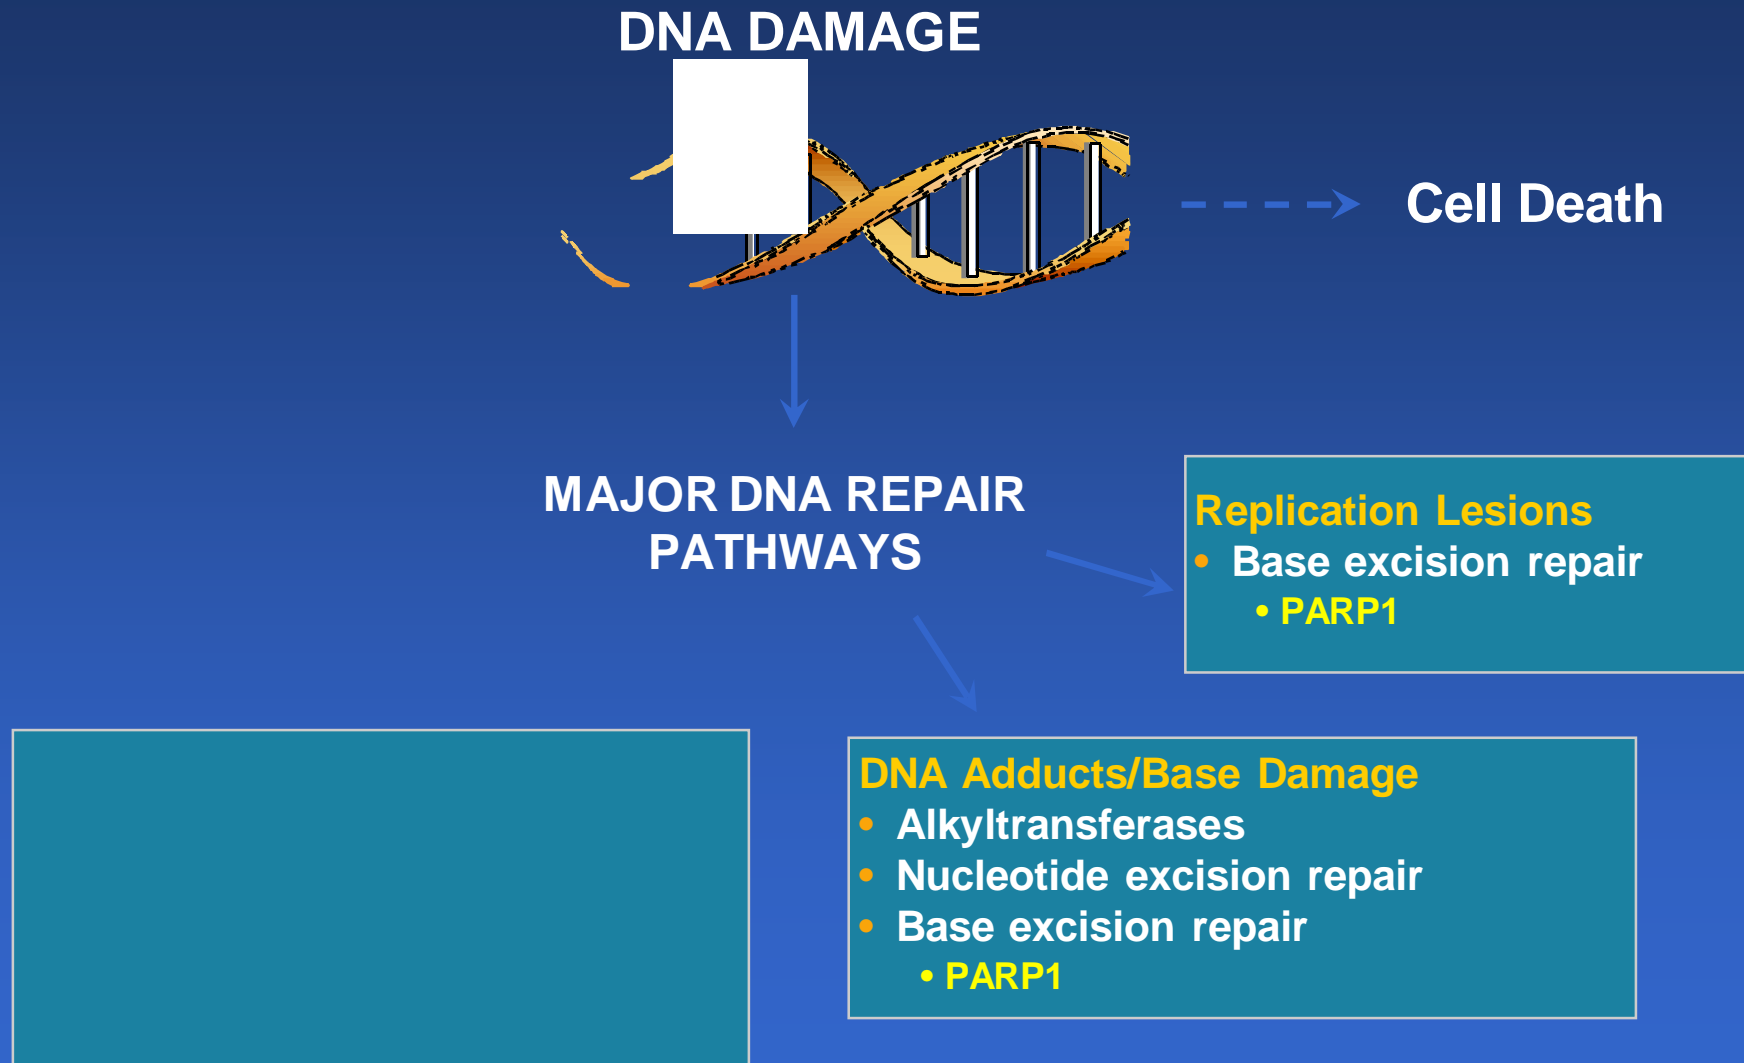 DNA DAMAGE
Cell Death
MAJOR DNA REPAIR
PATHWAYS
Replication Lesions
• Base excision repair
• PARP1
DNA Adducts/Base Damage
• Alkyltransferases
• Nucleotide excision repair
• Base excision repair
• PARP1